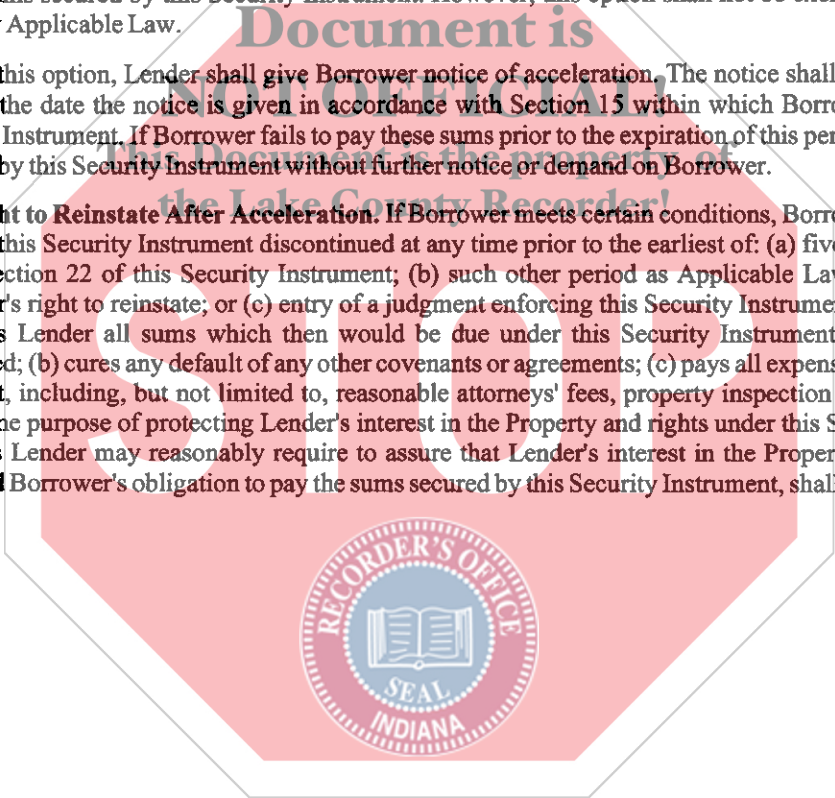 Applicable Law.
Document is
this option, Lender shall give Borrower notice of acceleration. The notice shall
NOT OFFICIAL!
the date the notice is given in accordance with Section 15 within which Borr
Instrument. If Borrower fails to pay these sums prior to the expiration of this per
This Document is the property of
by this Security Instrument without further notice or demand on Borrower.
the Lake County Recorder!
ht to Reinstate After Acceleration. If Borrower meets certain conditions, Borro
this Security Instrument discontinued at any time prior to the earliest of: (a) five
ection 22 of this Security Instrument; (b) such other period as Applicable Lav
r's right to reinstate; or (c) entry of a judgment enforcing this Security Instrume
s Lender all sums which then would be due under this Security Instrument
d; (b) cures any default of any other covenants or agreements; (c) pays all expens
t, including, but not limited to, reasonable attorneys' fees, property inspection
ne purpose of protecting Lender's interest in the Property and rights under this S
s Lender may reasonably require to assure that Lender's interest in the Proper
Borrower's obligation to pay the sums secured by this Security Instrument, shall
STOP
RECORDER'S OFFICE
SEAL
INDIANA